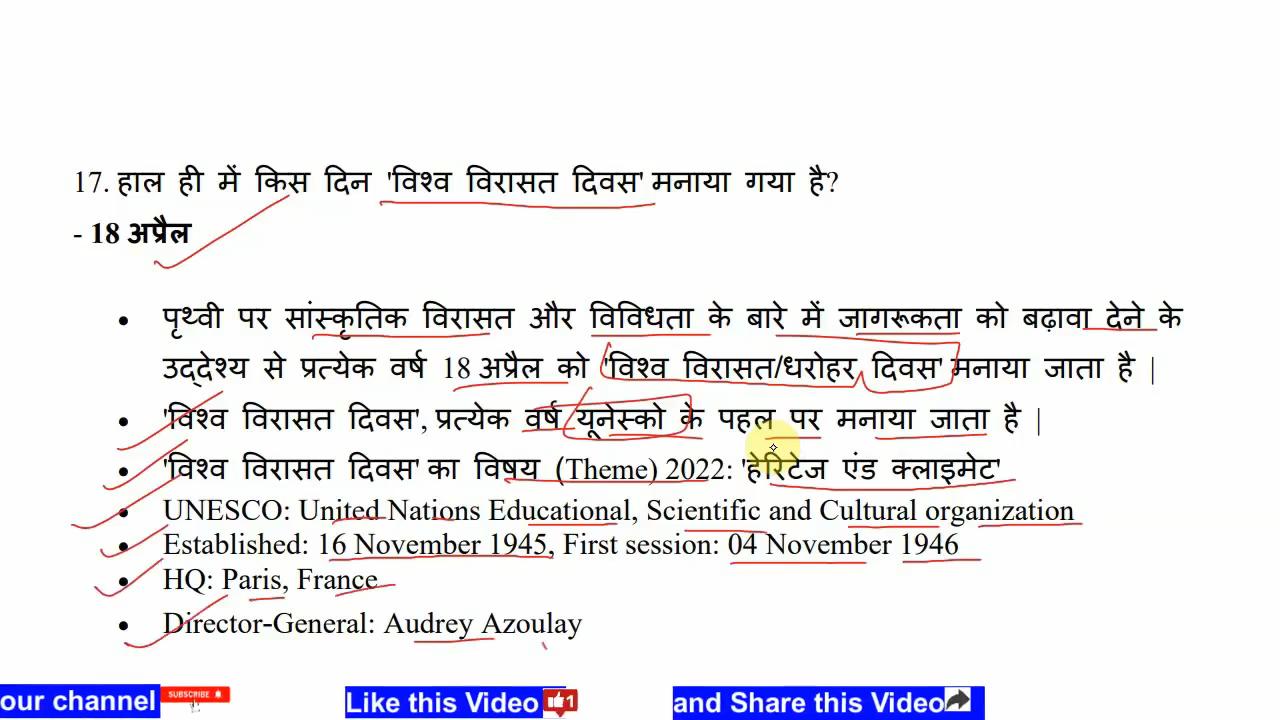 17. हाल ही में किस दिन 'विश्व विरासत दिवस' मनाया गया है?
- 18 अप्रैल
• पृथ्वी पर सांस्कृतिक विरासत और विविधता के बारे में जागरूकता को बढ़ावा देने के
उद्देश्य से प्रत्येक वर्ष 18 अप्रैल को 'विश्व विरासत/धरोहर दिवस' मनाया जाता है |
• 'विश्व विरासत दिवस', प्रत्येक वर्ष यूनेस्को के पहल पर मनाया जाता है |
• 'विश्व विरासत दिवस' का विषय (Theme) 2022: 'हेरिटेज एंड क्लाइमेट'
• UNESCO: United Nations Educational, Scientific and Cultural organization
• Established: 16 November 1945, First session: 04 November 1946
• HQ: Paris, France
• Director-General: Audrey Azoulay
our channel SUBSCRIBE Like this Video 1 and Share this Video